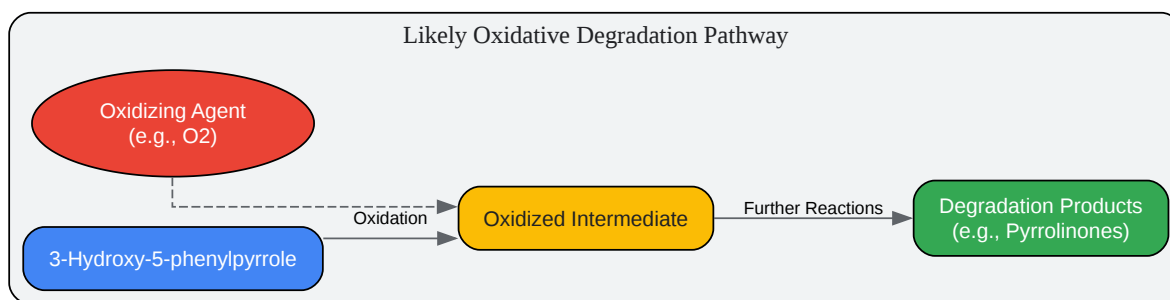 Likely Oxidative Degradation Pathway
Oxidizing Agent
(e.g., O2)
Oxidation
3-Hydroxy-5-phenylpyrrole
Oxidized Intermediate
Further Reactions
Degradation Products
(e.g., Pyrrolinones)